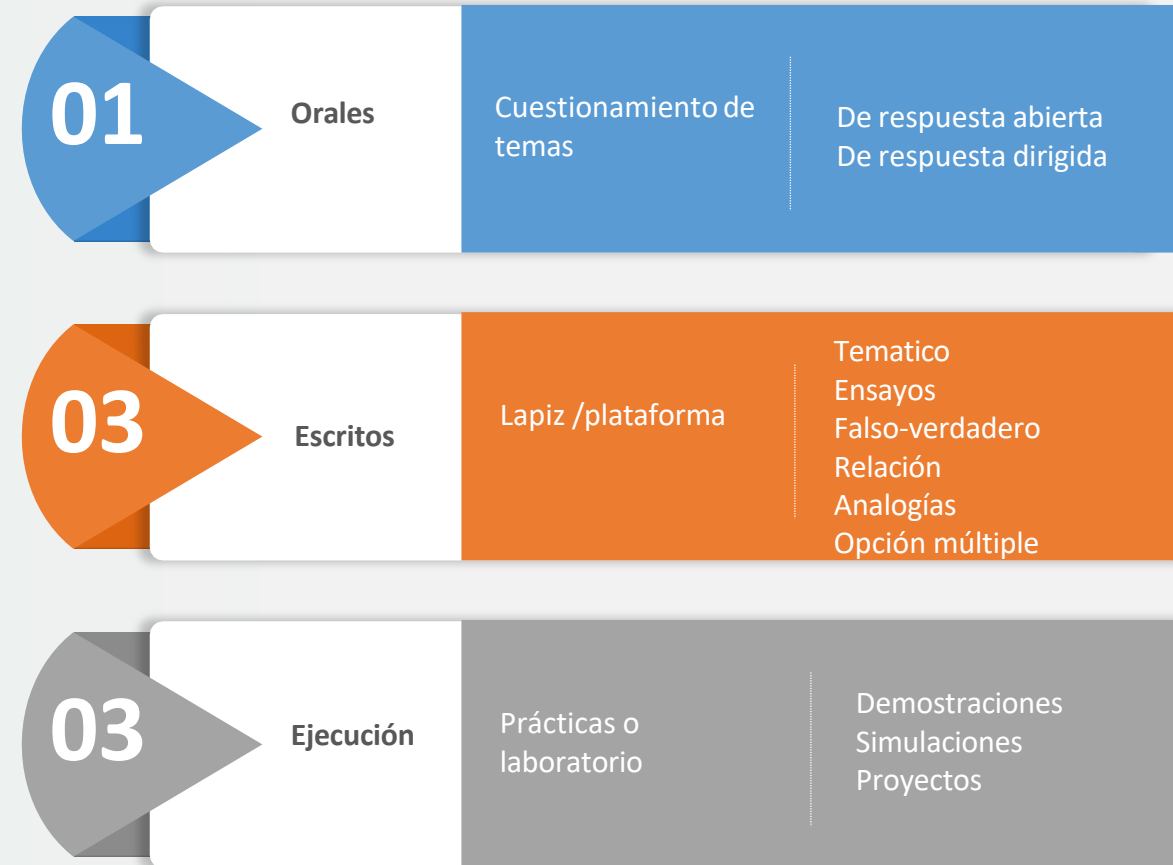 01
Orales
Cuestionamiento de
temas
De respuesta abierta
De respuesta dirigida
03
Escritos
Lapiz /plataforma
Tematico
Ensayos
Falso-verdadero
Relación
Analogías
Opción múltiple
03
Ejecución
Prácticas o
laboratorio
Demostraciones
Simulaciones
Proyectos